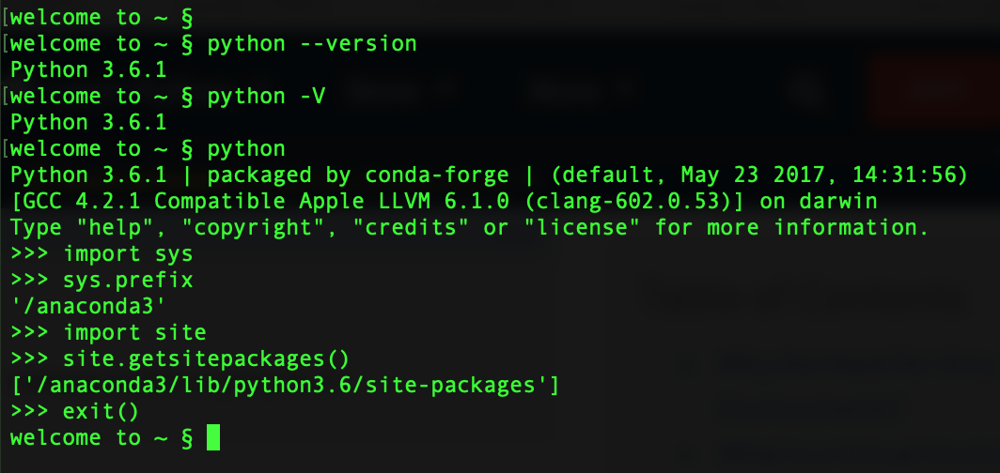 [welcome to ~ §
[welcome to ~ § python --version
Python 3.6.1
[welcome to ~ § python -V
Python 3.6.1
[welcome to ~ § python
Python 3.6.1 | packaged by conda-forge | (default, May 23 2017, 14:31:56)
[GCC 4.2.1 Compatible Apple LLVM 6.1.0 (clang-602.0.53)] on darwin
Type "help", "copyright", "credits" or "license" for more information.
>>> import sys
>>> sys.prefix
'/anaconda3'
>>> import site
>>> site.getsitepackages()
['/anaconda3/lib/python3.6/site-packages']
>>> exit()
welcome to ~ §